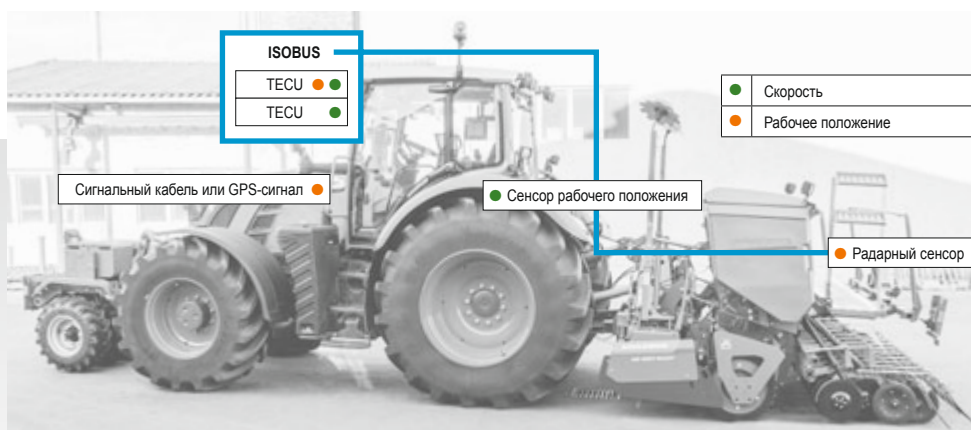 ISOBUS
TECU
TECU
Скорость
Рабочее положение
Сигнальный кабель или GPS-сигнал
Сенсор рабочего положения
Радарный сенсор